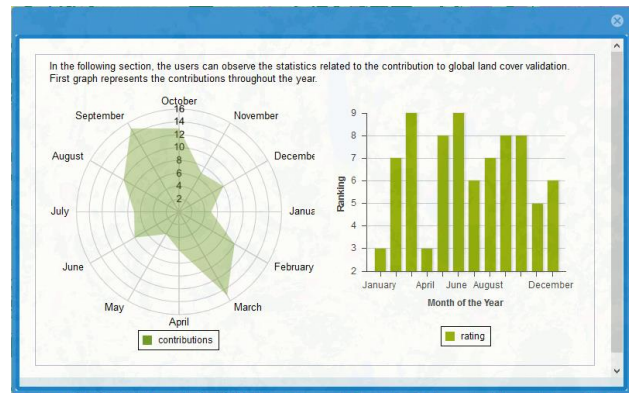 In the following section, the users can observe the statistics related to the contribution to global land cover validation.
First graph represents the contributions throughout the year.
October
16
14
12
10
8
6
4
2
November
Decembe
Janua
February
March
April
May
June
July
August
September
contributions
Ranking
9
8
7
6
5
4
3
2
January
April
June
August
December
Month of the Year
rating